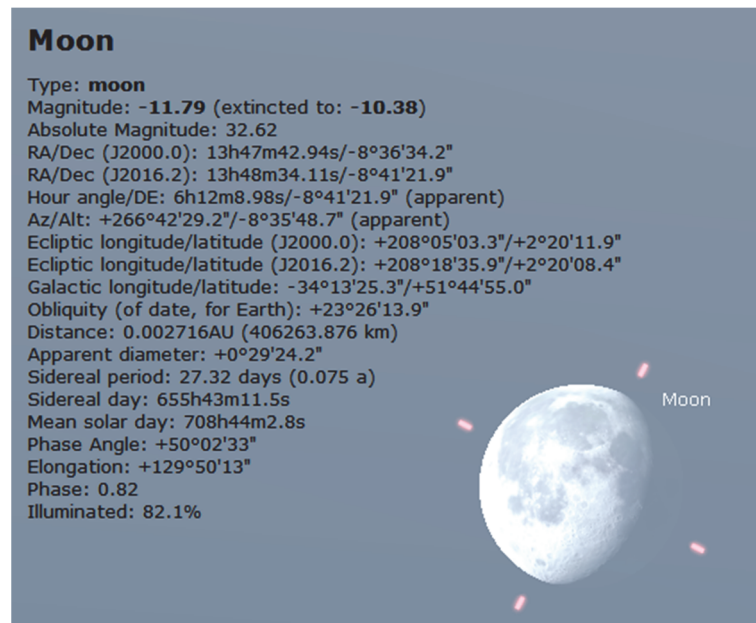 Moon
Type: moon
Magnitude: -11.79 (extincted to: -10.38)
Absolute Magnitude: 32.62
RA/Dec (J2000.0): 13h47m42.94s/-8°36'34.2"
RA/Dec (J2016.2): 13h48m34.11s/-8°41'21.9"
Hour angle/DE: 6h12m8.98s/-8°41'21.9" (apparent)
Az/Alt: +266°42'29.2"/-8°35'48.7" (apparent)
Ecliptic longitude/latitude (J2000.0): +208°05'03.3"/+2°20'11.9"
Ecliptic longitude/latitude (J2016.2): +208°18'35.9"/+2°20'08.4"
Galactic longitude/latitude: -34°13'25.3"/+51°44'55.0"
Obliquity (of date, for Earth): +23°26'13.9"
Distance: 0.002716AU (406263.876 km)
Apparent diameter: +0°29'24.2"
Sidereal period: 27.32 days (0.075 a)
Sidereal day: 655h43m11.5s
Mean solar day: 708h44m2.8s
Phase Angle: +50°02'33"
Elongation: +129°50'13"
Phase: 0.82
Illuminated: 82.1%
Moon